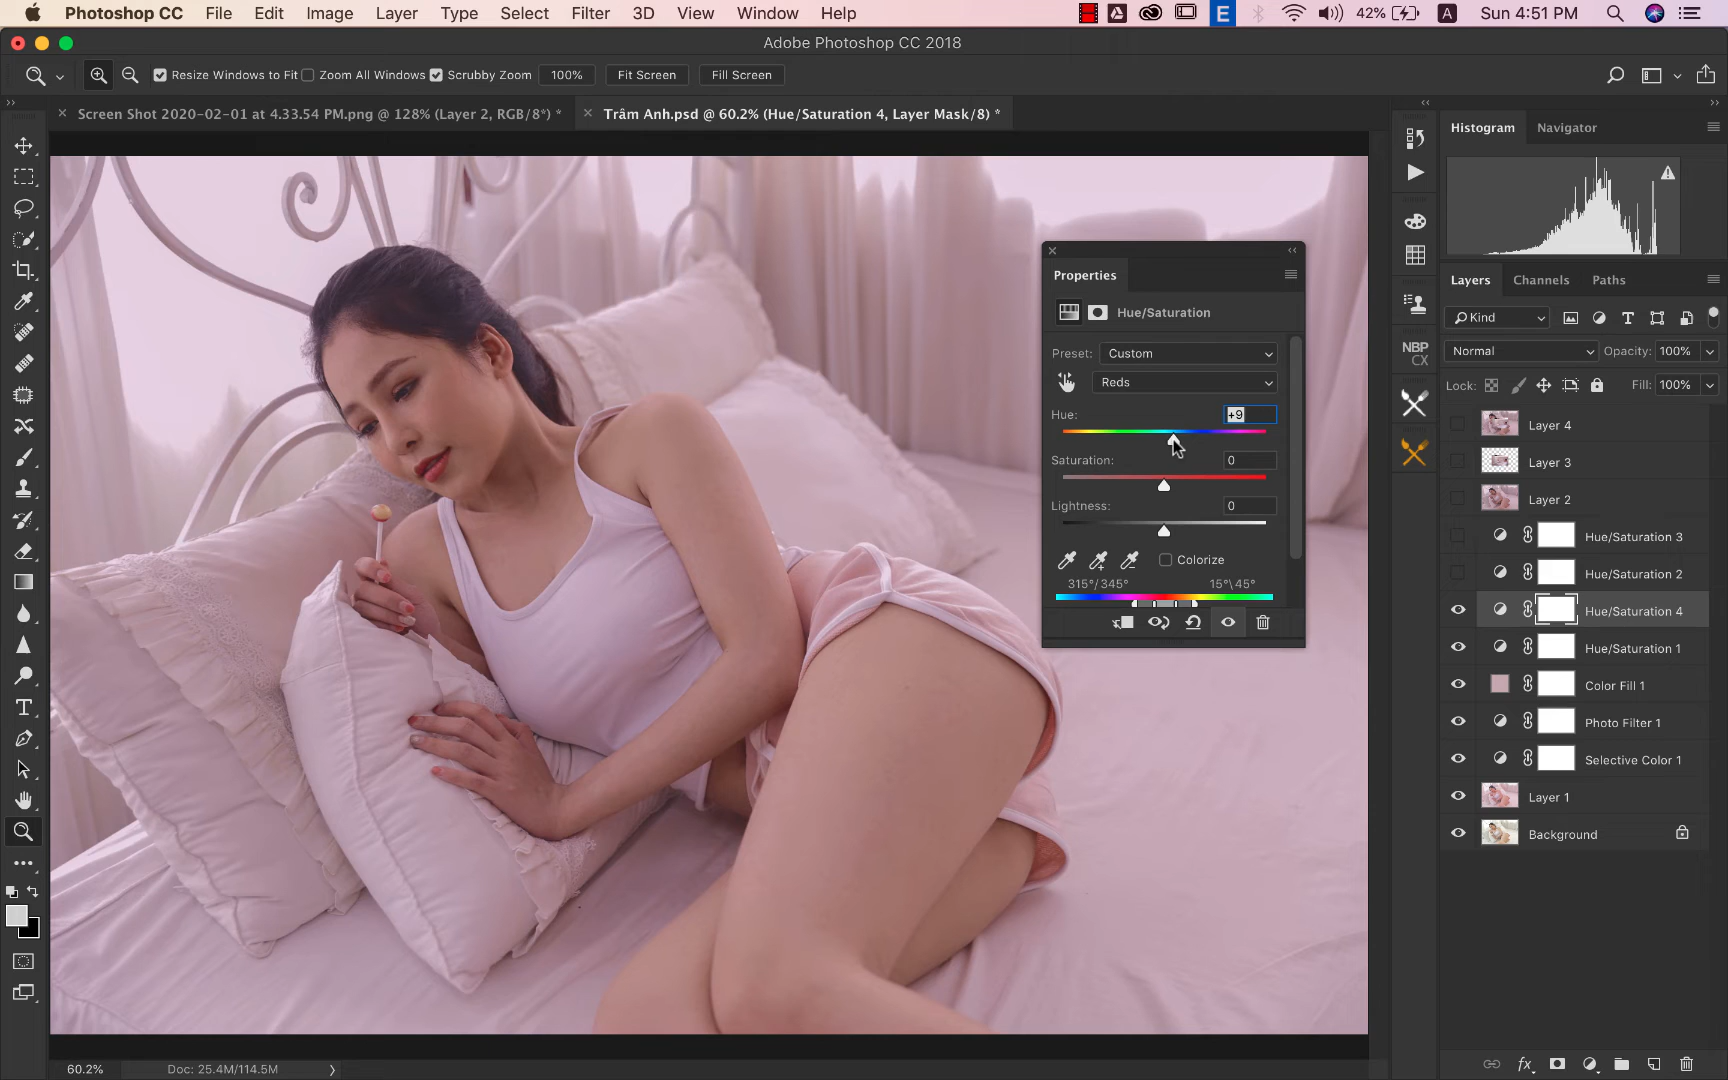 Photoshop CC File Edit Image Layer Type Select Filter 3D View Window Help E 42% A Sun 4:51 PM
Adobe Photoshop CC 2018
Resize Windows to Fit Zoom All Windows Scrubby Zoom 100% Fit Screen Fill Screen
Screen Shot 2020-02-01 at 4.33.54 PM.png @ 128% (Layer 2, RGB/8*) * Trâm Anh.psd @ 60.2% (Hue/Saturation 4, Layer Mask/8) *
Histogram Navigator
Properties
Hue/Saturation
Preset: Custom
Reds
Hue: +9
Saturation: 0
Lightness: 0
Colorize
315°/345° 15°\45°
NBP
CX
Layers Channels Paths
Kind
Normal Opacity: 100%
Lock: Fill: 100%
Layer 4
Layer 3
Layer 2
Hue/Saturation 3
Hue/Saturation 2
Hue/Saturation 4
Hue/Saturation 1
Color Fill 1
Photo Filter 1
Selective Color 1
Layer 1
Background
fx
60.2% Doc: 25.4M/114.5M